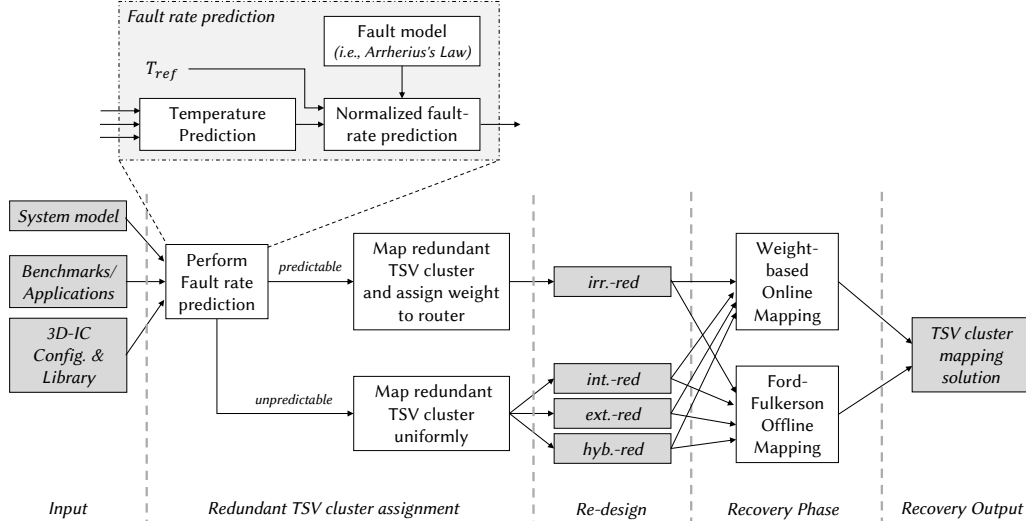 Fault rate prediction
Fault model
(i.e., Arrherius's Law)
T_ref
Temperature
Prediction
Normalized fault-
rate prediction
System model
Benchmarks/
Applications
3D-IC
Config. &
Library
Perform
Fault rate
prediction
predictable
unpredictable
Map redundant
TSV cluster
and assign weight
to router
Map redundant
TSV cluster
uniformly
irr.-red
int.-red
ext.-red
hyb.-red
Weight-
based
Online
Mapping
Ford-
Fulkerson
Offline
Mapping
TSV cluster
mapping
solution
Input
Redundant TSV cluster assignment
Re-design
Recovery Phase
Recovery Output